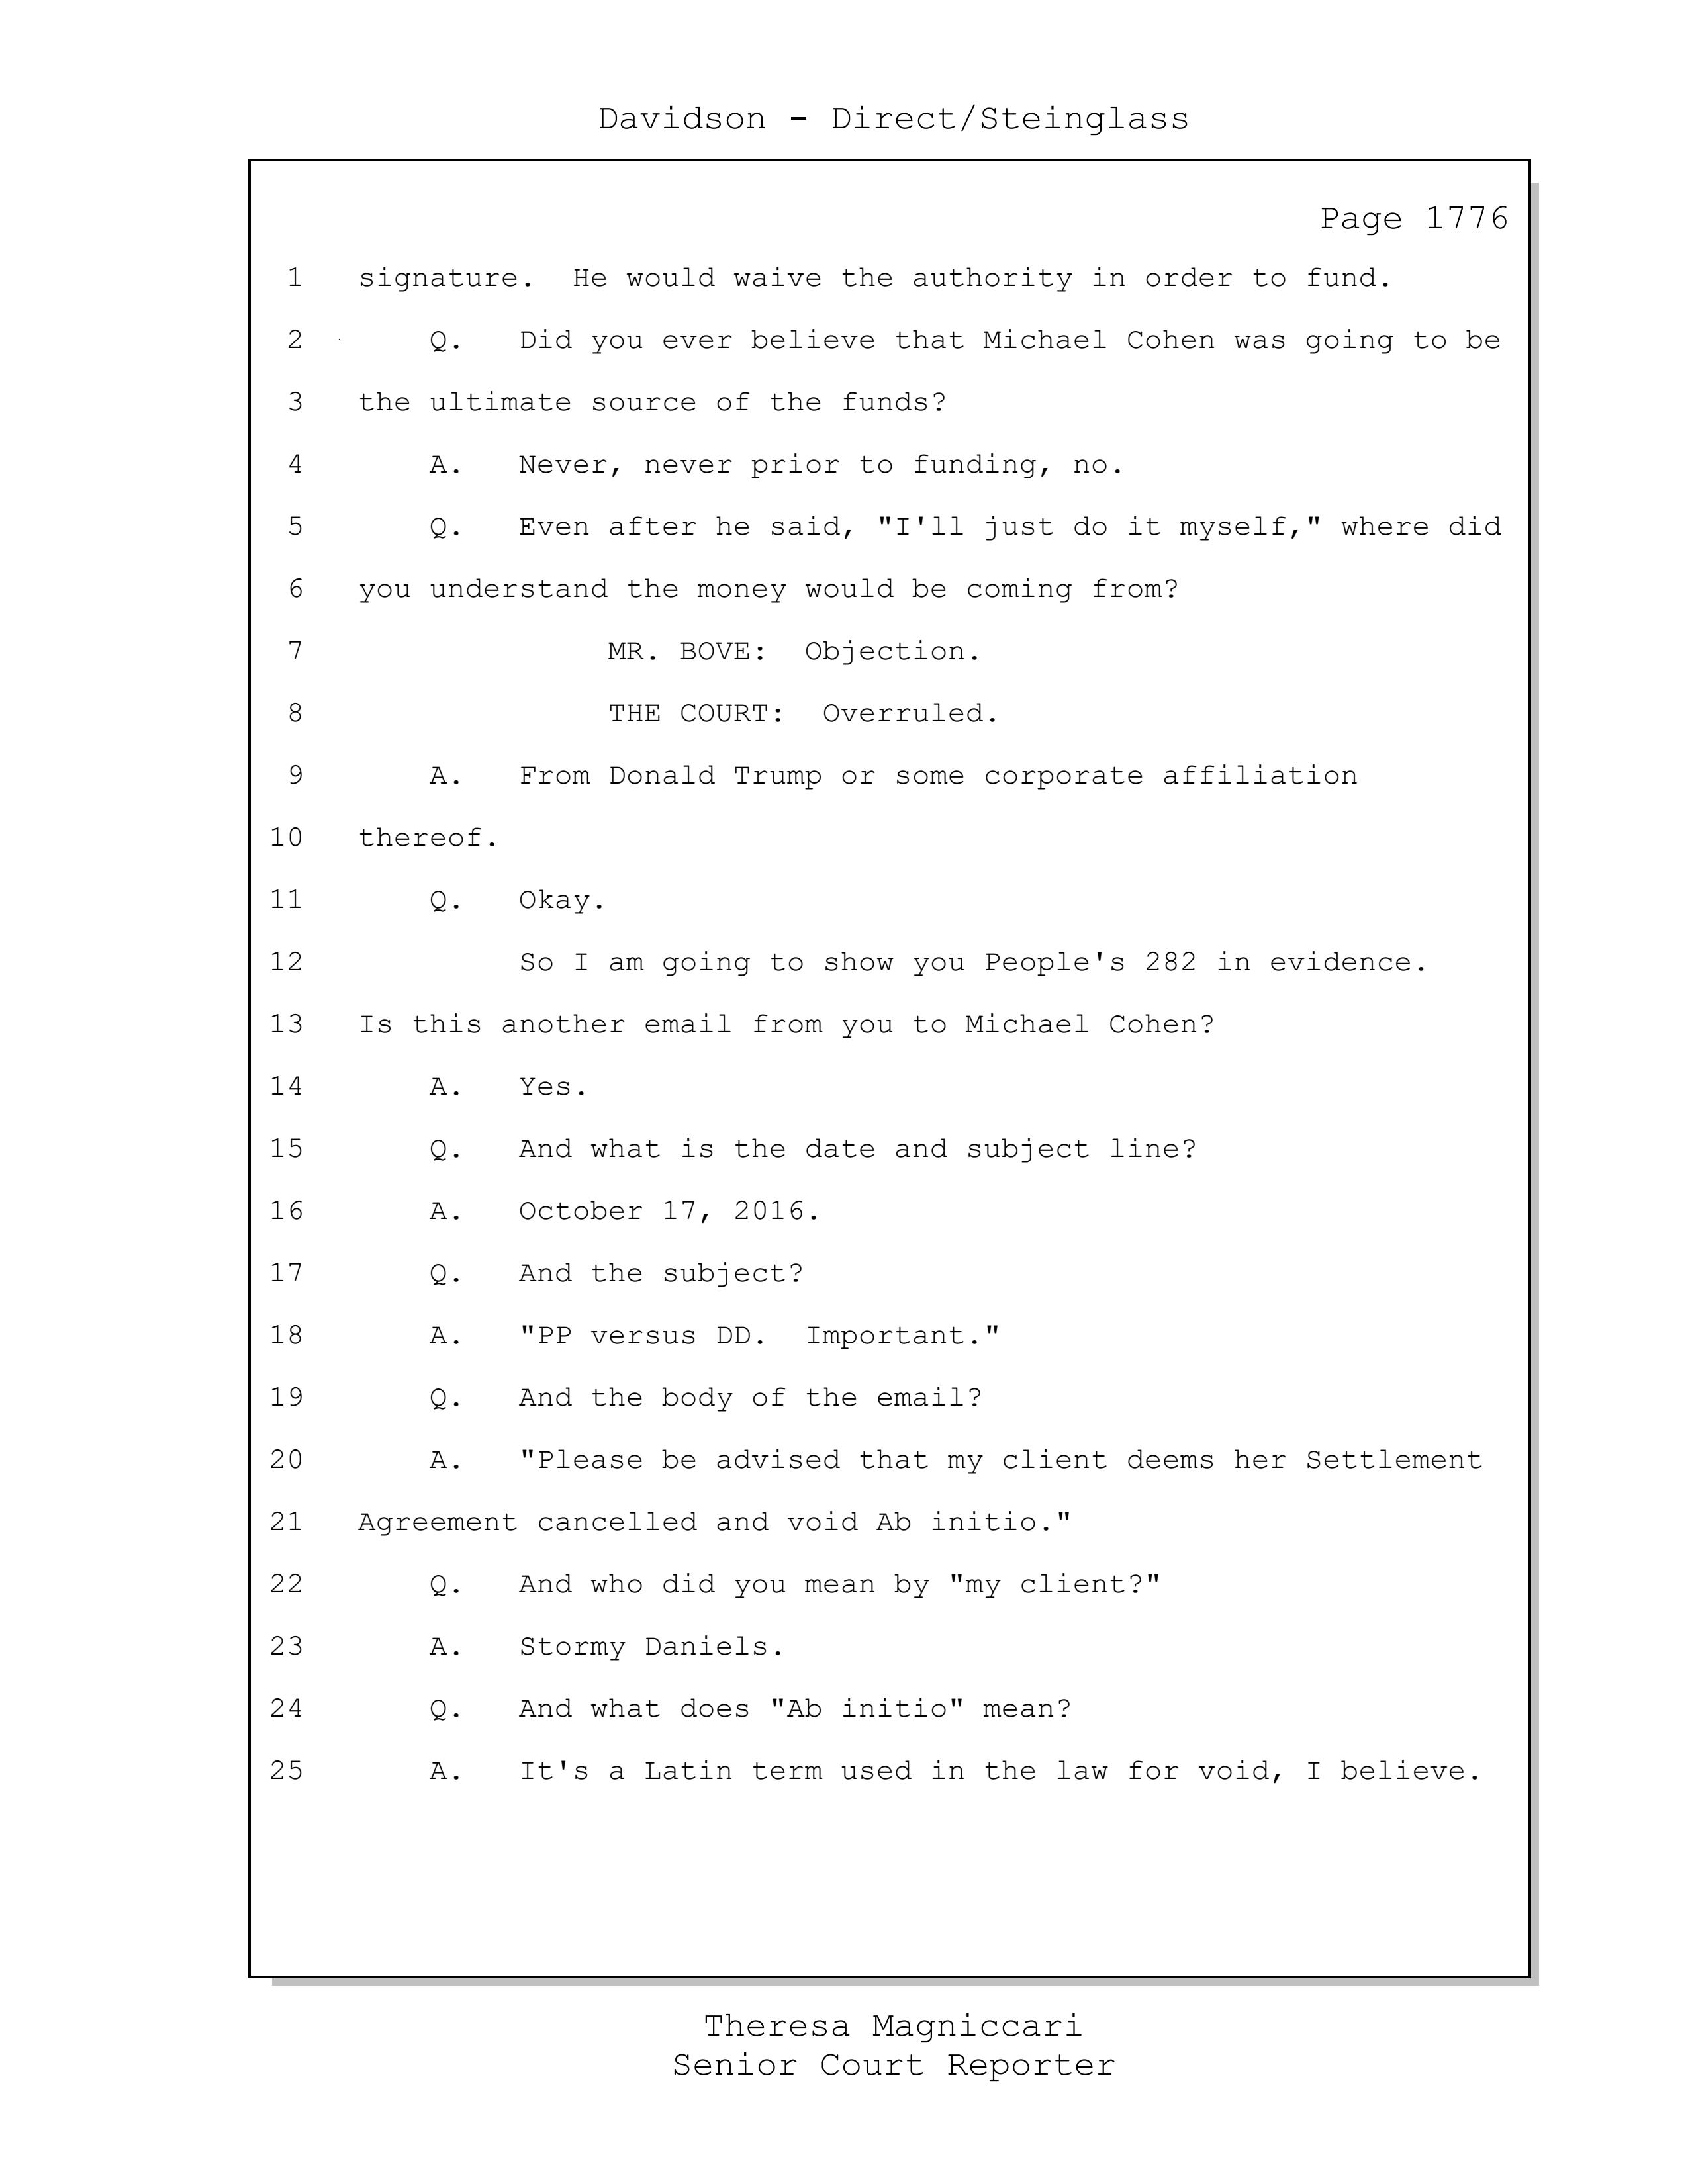 Davidson - Direct/Steinglass
Page 1776
1 signature.  He would waive the authority in order to fund.
2 Q. Did you ever believe that Michael Cohen was going to be
3 the ultimate source of the funds?
4 A. Never, never prior to funding, no.
5 Q. Even after he said, "I'll just do it myself," where did
6 you understand the money would be coming from?
7 MR. BOVE:  Objection.
8 THE COURT:  Overruled.
9 A. From Donald Trump or some corporate affiliation
10 thereof.
11 Q. Okay.
12 So I am going to show you People's 282 in evidence.
13 Is this another email from you to Michael Cohen?
14 A. Yes.
15 Q. And what is the date and subject line?
16 A. October 17, 2016.
17 Q. And the subject?
18 A. "PP versus DD.  Important."
19 Q. And the body of the email?
20 A. "Please be advised that my client deems her Settlement
21 Agreement cancelled and void Ab initio."
22 Q. And who did you mean by "my client?"
23 A. Stormy Daniels.
24 Q. And what does "Ab initio" mean?
25 A. It's a Latin term used in the law for void, I believe.
Theresa Magniccari
Senior Court Reporter